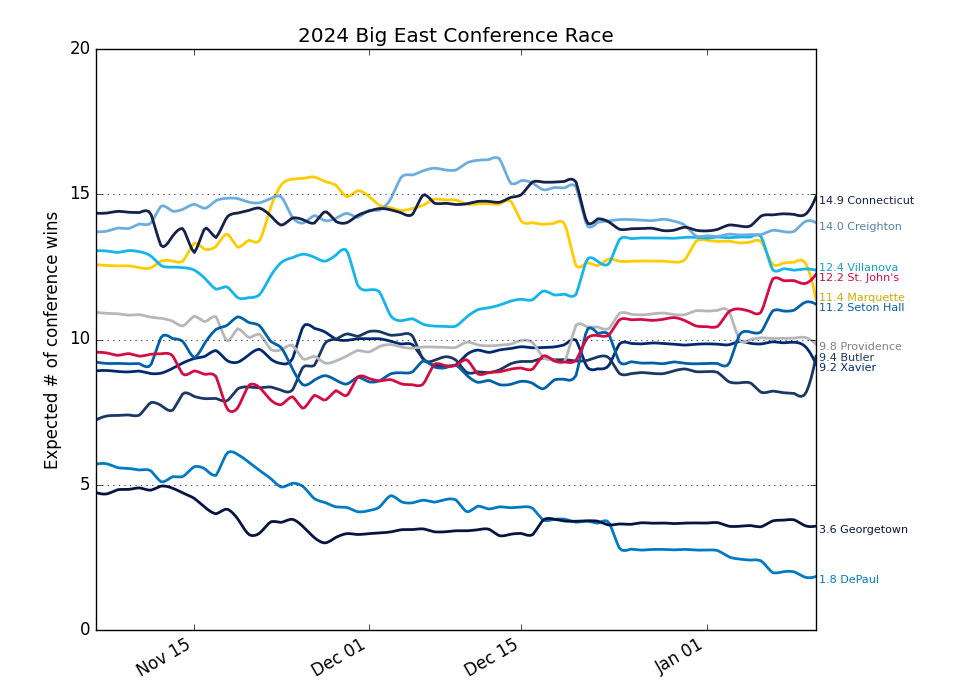 2024 Big East Conference Race
Expected # of conference wins
20
15
10
5
0
Nov 15
Dec 01
Dec 15
Jan 01
14.9 Connecticut
14.0 Creighton
12.4 Villanova
12.2 St. John's
11.4 Marquette
11.2 Seton Hall
9.8 Providence
9.4 Butler
9.2 Xavier
3.6 Georgetown
1.8 DePaul